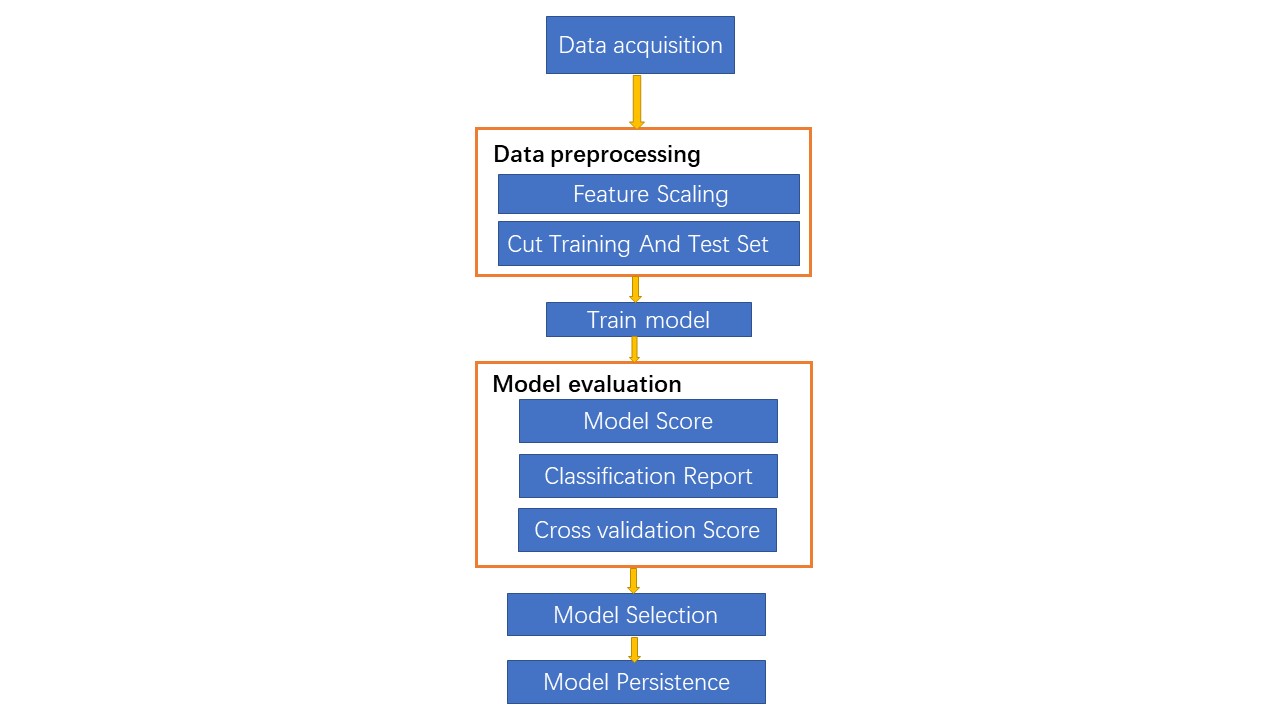 Data acquisition
Data preprocessing
Feature Scaling
Cut Training And Test Set
Train model
Model evaluation
Model Score
Classification Report
Cross validation Score
Model Selection
Model Persistence